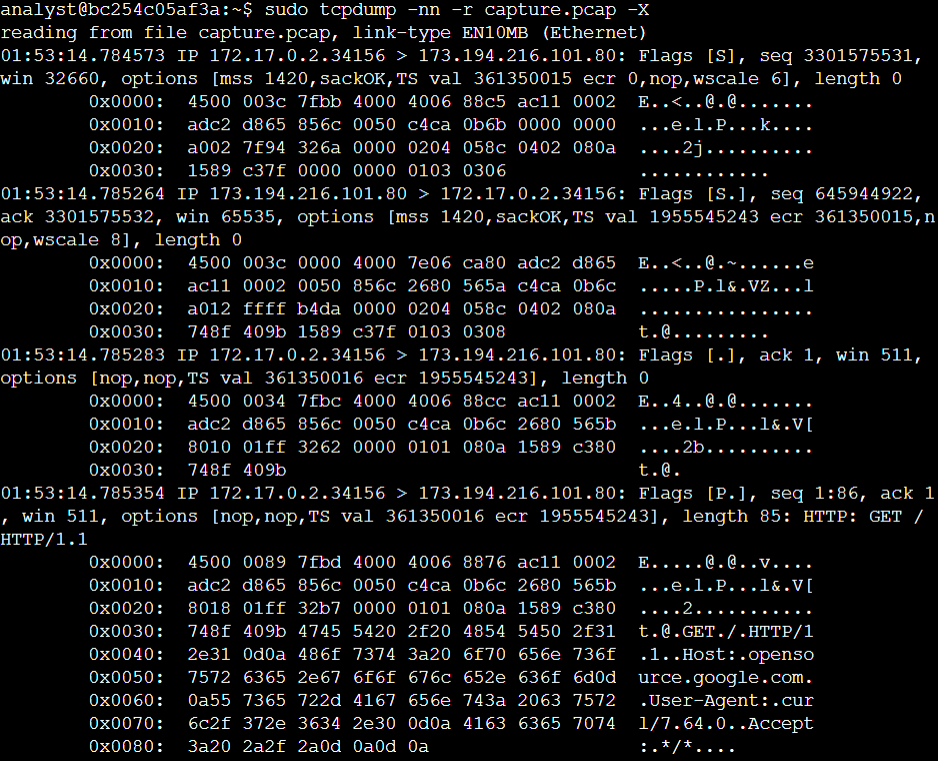 analyst@bc254c05af3a:~$ sudo tcpdump -nn -r capture.pcap -X
reading from file capture.pcap, link-type EN10MB (Ethernet)
01:53:14.784573 IP 172.17.0.2.34156 > 173.194.216.101.80: Flags [S], seq 3301575531,
win 32660, options [mss 1420,sackOK,TS val 361350015 ecr 0,nop,wscale 6], length 0
        0x0000:  4500 003c 7fbb 4000 4006 88c5 ac11 0002  E..<..@.@.......
        0x0010:  adc2 d865 856c 0050 c4ca 0b6b 0000 0000  ...e.l.P...k....
        0x0020:  a002 7f94 326a 0000 0204 058c 0402 080a  ....2j..........
        0x0030:  1589 c37f 0000 0000 0103 0306            ............
01:53:14.785264 IP 173.194.216.101.80 > 172.17.0.2.34156: Flags [S.], seq 645944922,
ack 3301575532, win 65535, options [mss 1420,sackOK,TS val 1955545243 ecr 361350015,n
op,wscale 8], length 0
        0x0000:  4500 003c 0000 4000 7e06 ca80 adc2 d865  E..<..@.~......e
        0x0010:  ac11 0002 0050 856c 2680 565a c4ca 0b6c  .....P.l&.VZ...l
        0x0020:  a012 ffff b4da 0000 0204 058c 0402 080a  ................
        0x0030:  748f 409b 1589 c37f 0103 0308            t.@.........
01:53:14.785283 IP 172.17.0.2.34156 > 173.194.216.101.80: Flags [.], ack 1, win 511,
options [nop,nop,TS val 361350016 ecr 1955545243], length 0
        0x0000:  4500 0034 7fbc 4000 4006 88cc ac11 0002  E..4..@.@.......
        0x0010:  adc2 d865 856c 0050 c4ca 0b6c 2680 565b  ...e.l.P...l&.V[
        0x0020:  8010 01ff 3262 0000 0101 080a 1589 c380  ....2b..........
        0x0030:  748f 409b                                t.@.
01:53:14.785354 IP 172.17.0.2.34156 > 173.194.216.101.80: Flags [P.], seq 1:86, ack 1
, win 511, options [nop,nop,TS val 361350016 ecr 1955545243], length 85: HTTP: GET /
HTTP/1.1
        0x0000:  4500 0089 7fbd 4000 4006 8876 ac11 0002  E.....@.@..v....
        0x0010:  adc2 d865 856c 0050 c4ca 0b6c 2680 565b  ...e.l.P...l&.V[
        0x0020:  8018 01ff 32b7 0000 0101 080a 1589 c380  ....2...........
        0x0030:  748f 409b 4745 5420 2f20 4854 5450 2f31  t.@.GET./.HTTP/1
        0x0040:  2e31 0d0a 486f 7374 3a20 6f70 656e 736f  .1..Host:.openso
        0x0050:  7572 6365 2e67 6f6f 676c 652e 636f 6d0d  urce.google.com.
        0x0060:  0a55 7365 722d 4167 656e 743a 2063 7572  .User-Agent:.cur
        0x0070:  6c2f 372e 3634 2e30 0d0a 4163 6365 7074  l/7.64.0..Accept
        0x0080:  3a20 2a2f 2a0d 0a0d 0a                   :.*/*....